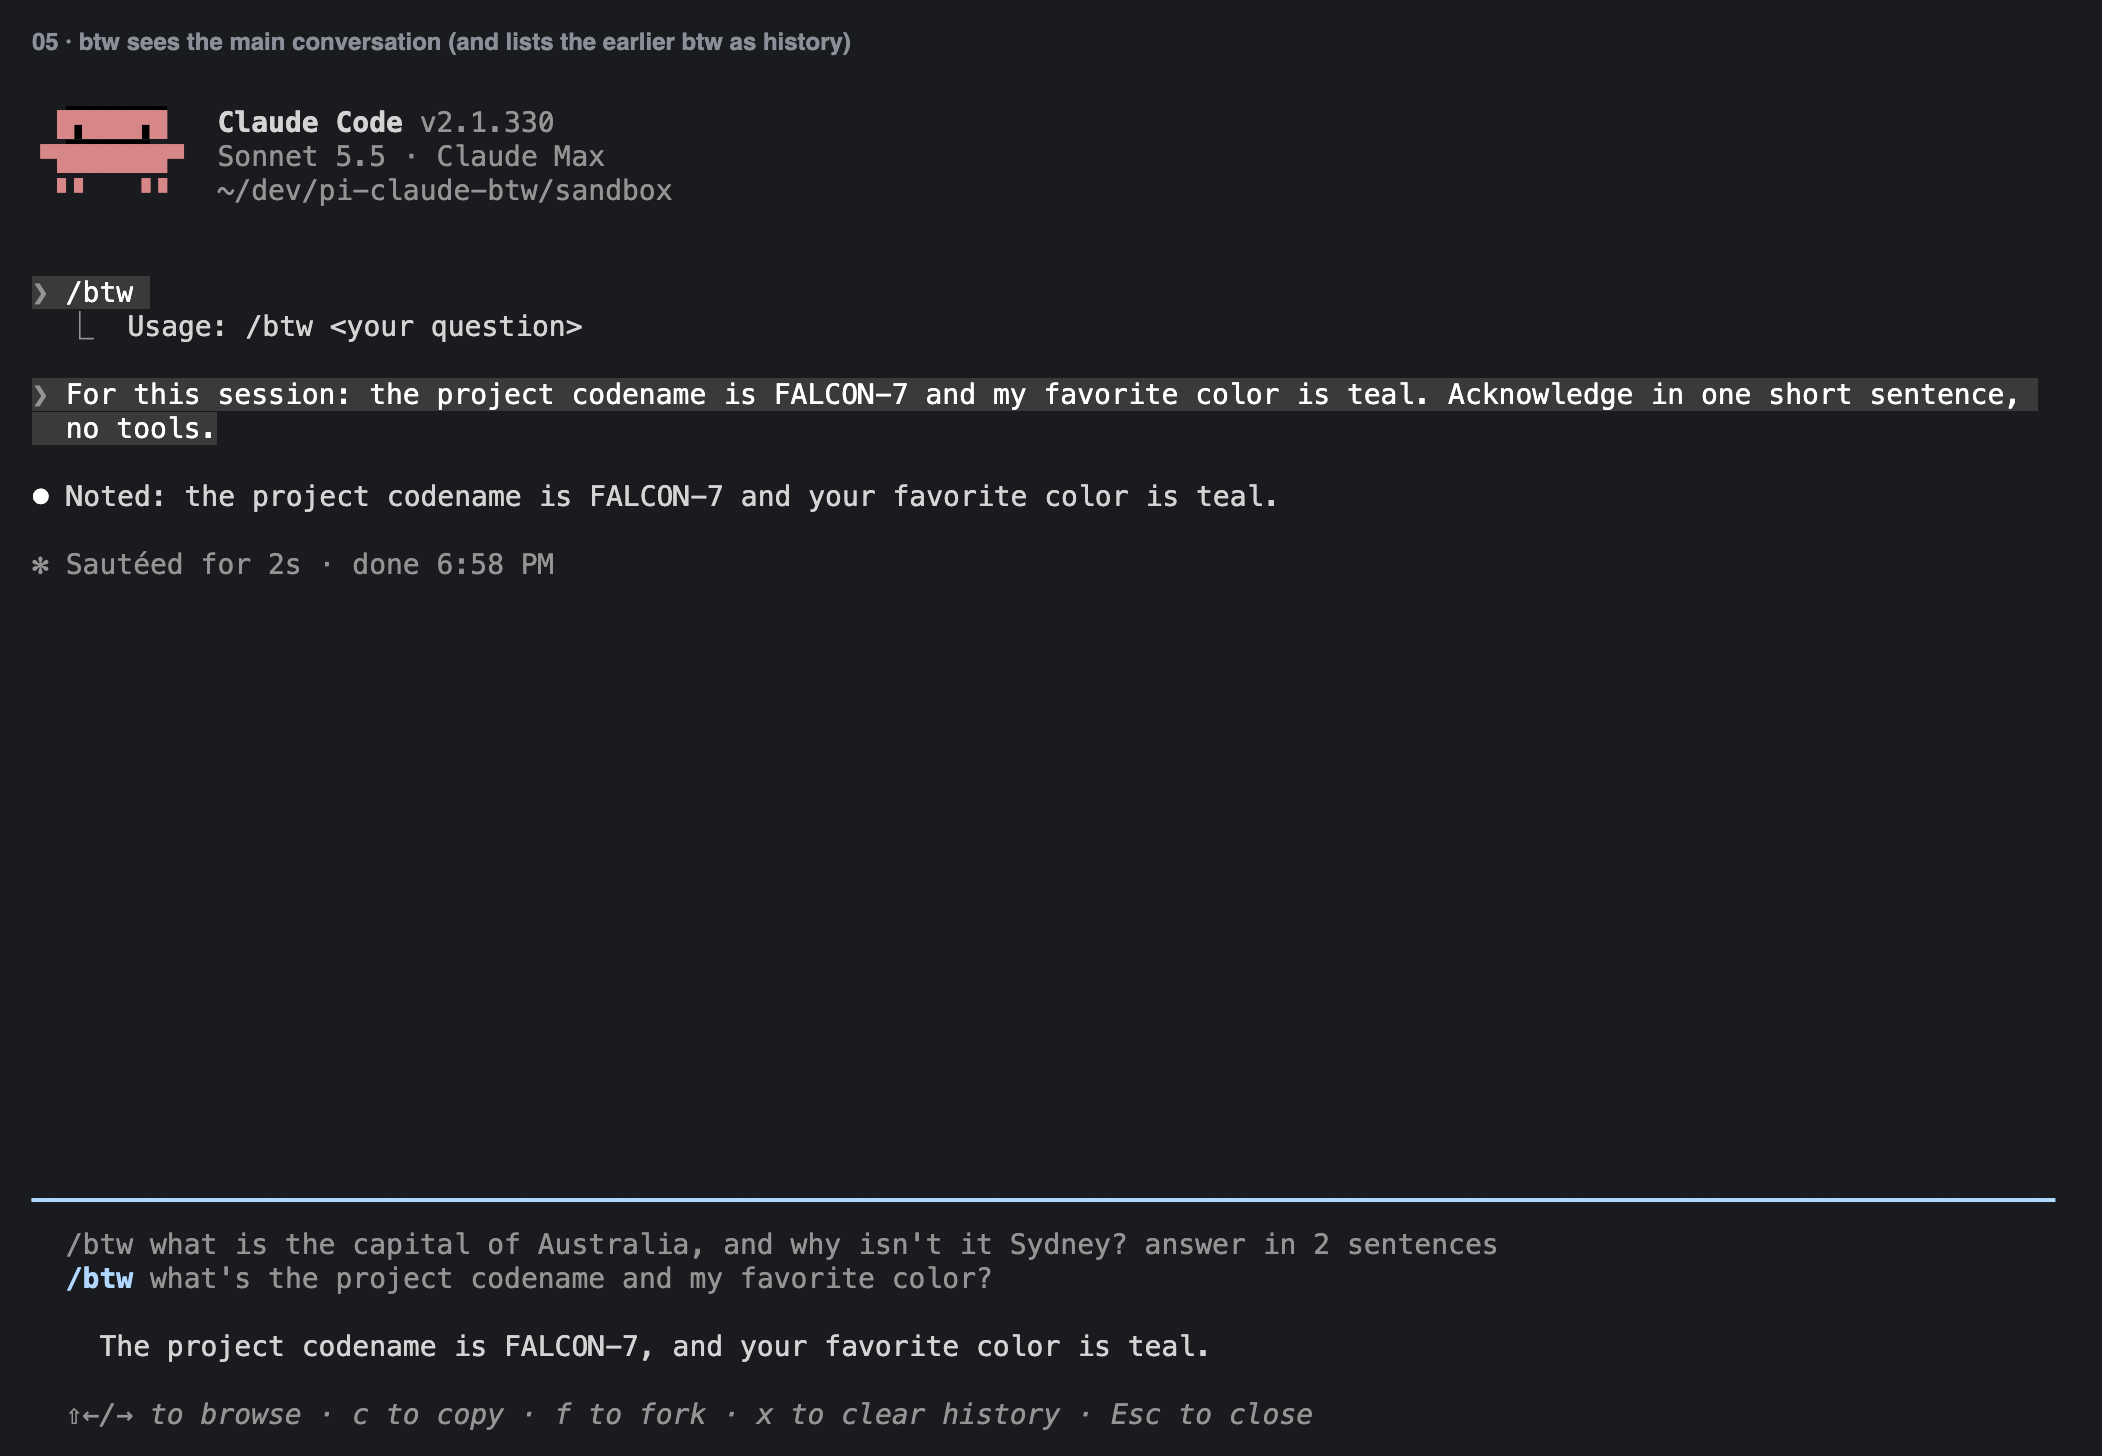 05 · btw sees the main conversation (and lists the earlier btw as history)
Claude Code v2.1.330
Sonnet 5.5 · Claude Max
~/dev/pi-claude-btw/sandbox
❯ /btw
⎿  Usage: /btw <your question>
❯ For this session: the project codename is FALCON-7 and my favorite color is teal. Acknowledge in one short sentence,
no tools.
● Noted: the project codename is FALCON-7 and your favorite color is teal.
✻ Sautéed for 2s · done 6:58 PM
/btw what is the capital of Australia, and why isn't it Sydney? answer in 2 sentences
/btw what's the project codename and my favorite color?
The project codename is FALCON-7, and your favorite color is teal.
⇧←/→ to browse · c to copy · f to fork · x to clear history · Esc to close